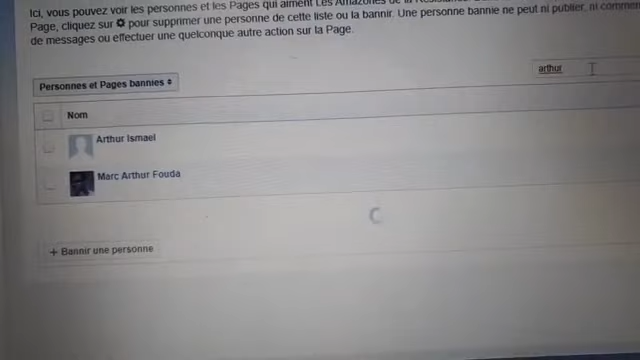 Ici, vous pouvez voir les personnes et les Pages qui aiment Les Amazones de la
Page, cliquez sur pour supprimer une personne de cette liste ou la bannir. Une personne bannie ne peut ni publier, ni
de messages ou effectuer une quelconque autre action sur la Page.
arthur
Personnes et Pages bannies
Nom
Arthur Ismael
Marc Arthur Fouda
+ Bannir une personne